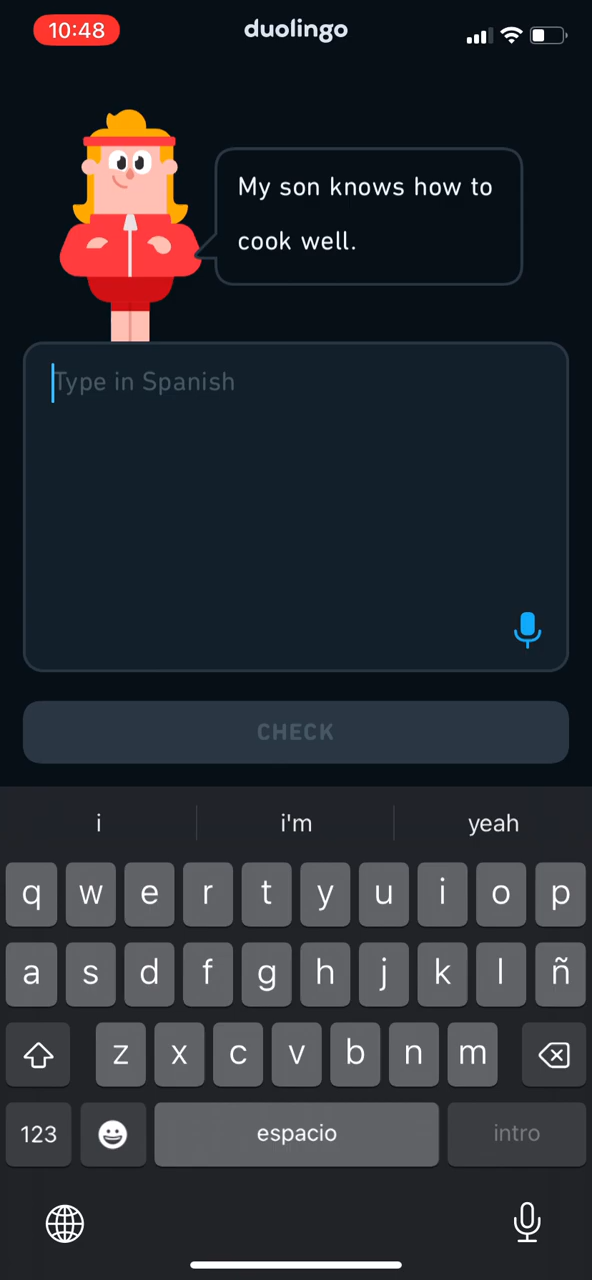 10:48
duolingo
My son knows how to
cook well.
Type in Spanish
CHECK
i i'm yeah
q w e r t y u i o p
a s d f g h j k l ñ
z x c v b n m
123 espacio intro